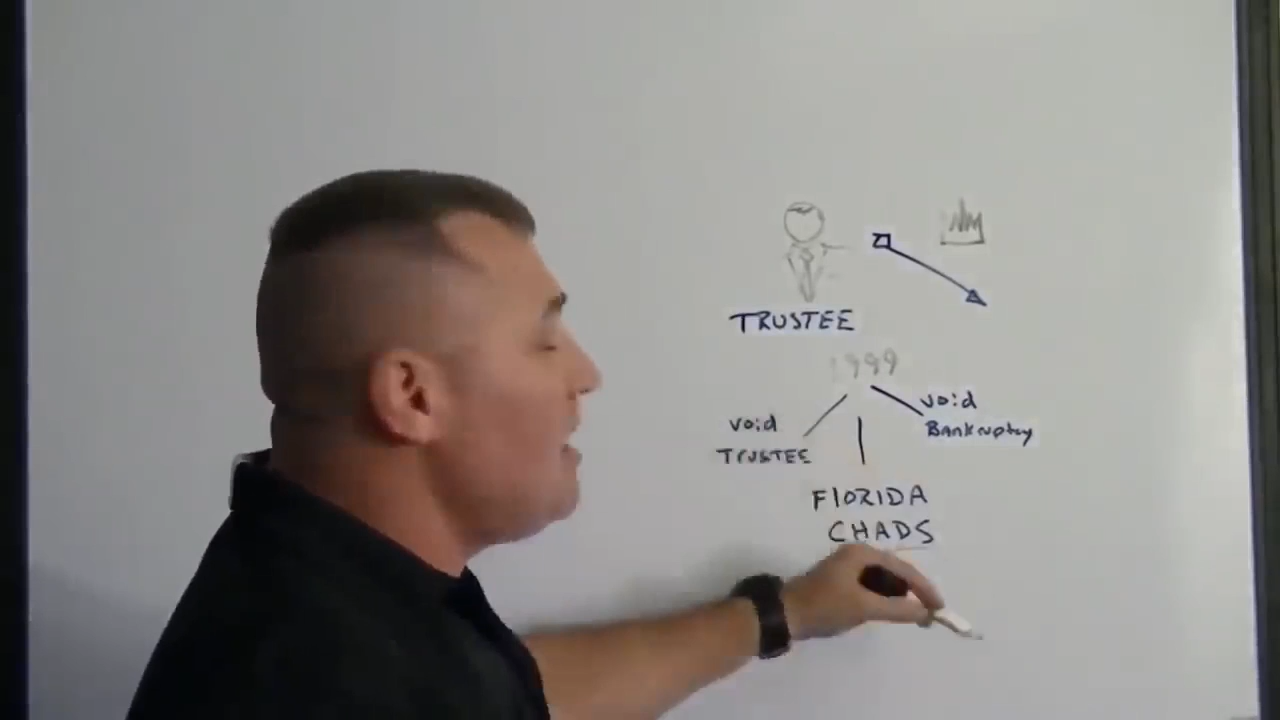 TRUSTEE
1999
void
TRUSTEE
void
Bankruptcy
FLORIDA
CHADS